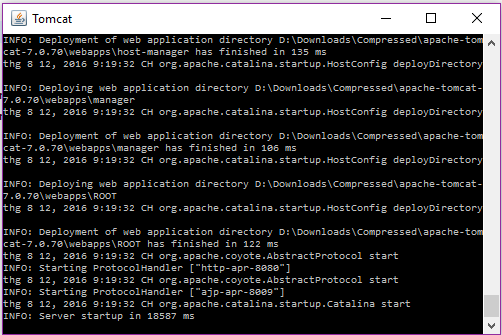 Tomcat
INFO: Deployment of web application directory D:\Downloads\Compressed\apache-tom
cat-7.0.70\webapps\host-manager has finished in 135 ms
thg 8 12, 2016 9:19:32 CH org.apache.catalina.startup.HostConfig deployDirectory
INFO: Deploying web application directory D:\Downloads\Compressed\apache-tomcat-
7.0.70\webapps\manager
thg 8 12, 2016 9:19:32 CH org.apache.catalina.startup.HostConfig deployDirectory
INFO: Deployment of web application directory D:\Downloads\Compressed\apache-tom
cat-7.0.70\webapps\manager has finished in 106 ms
thg 8 12, 2016 9:19:32 CH org.apache.catalina.startup.HostConfig deployDirectory
INFO: Deploying web application directory D:\Downloads\Compressed\apache-tomcat-
7.0.70\webapps\ROOT
thg 8 12, 2016 9:19:32 CH org.apache.catalina.startup.HostConfig deployDirectory
INFO: Deployment of web application directory D:\Downloads\Compressed\apache-tom
cat-7.0.70\webapps\ROOT has finished in 122 ms
thg 8 12, 2016 9:19:32 CH org.apache.coyote.AbstractProtocol start
INFO: Starting ProtocolHandler ["http-apr-8080"]
thg 8 12, 2016 9:19:32 CH org.apache.coyote.AbstractProtocol start
INFO: Starting ProtocolHandler ["ajp-apr-8009"]
thg 8 12, 2016 9:19:32 CH org.apache.catalina.startup.Catalina start
INFO: Server startup in 18587 ms